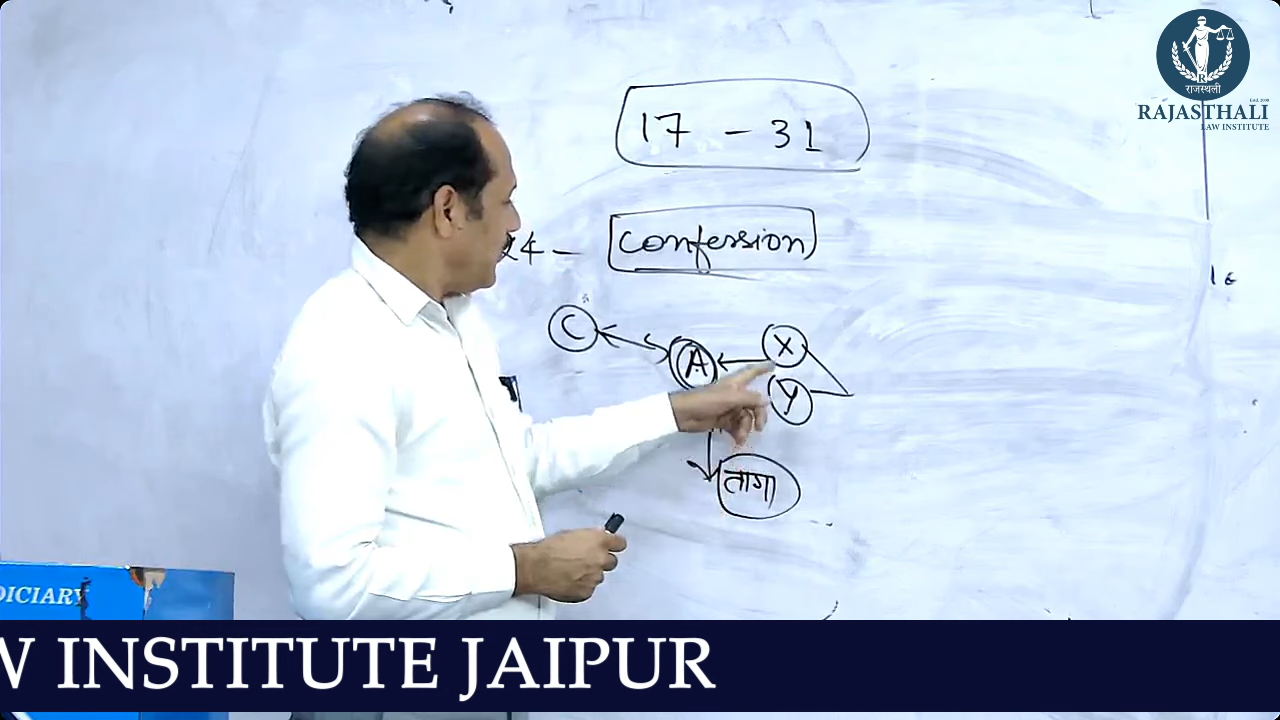 राजस्थली
RAJASTHALI
LAW INSTITUTE
17 - 31
24 - confession
C
A
X
Y
तागा
DICIARY
W INSTITUTE JAIPUR